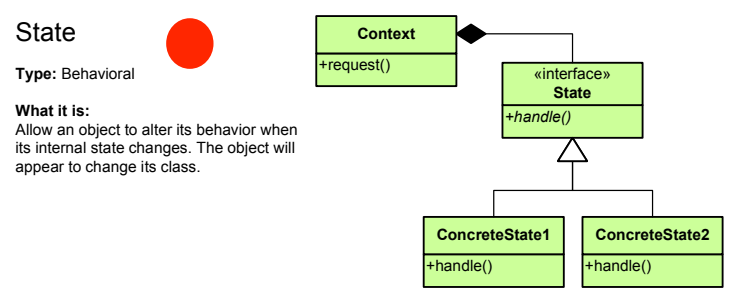 State
Type: Behavioral
What it is:
Allow an object to alter its behavior when
its internal state changes. The object will
appear to change its class.
Context
+request()
«interface»
State
+handle()
ConcreteState1
+handle()
ConcreteState2
+handle()